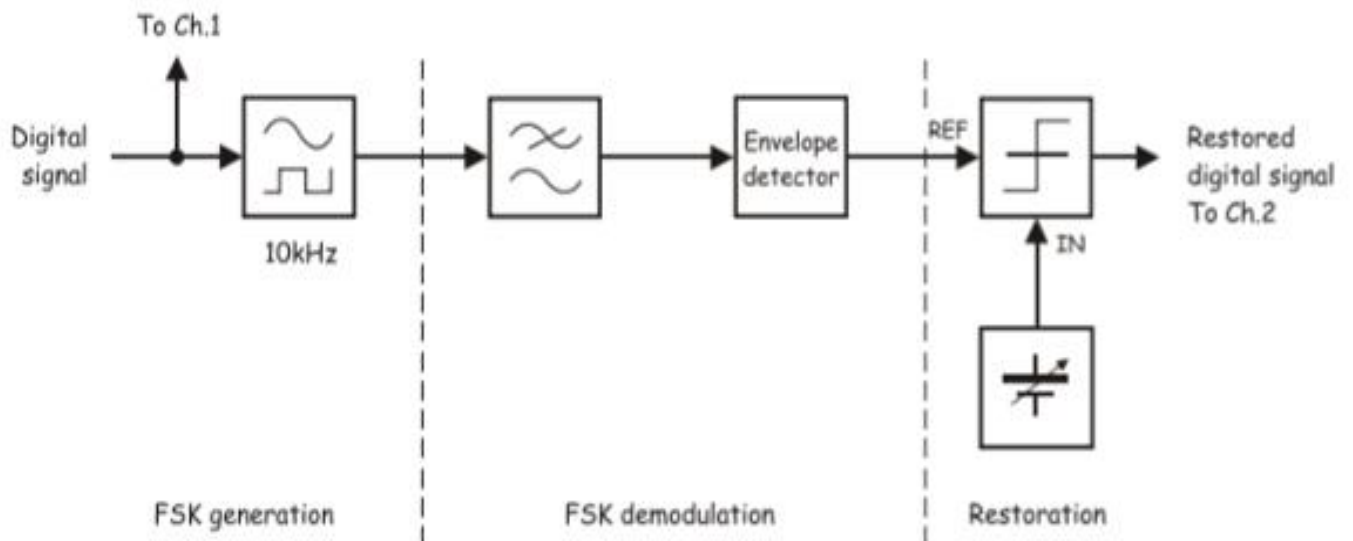 To Ch.1
Digital
signal
10kHz
Envelope
detector
REF
IN
Restored
digital signal
To Ch.2
FSK generation
FSK demodulation
Restoration